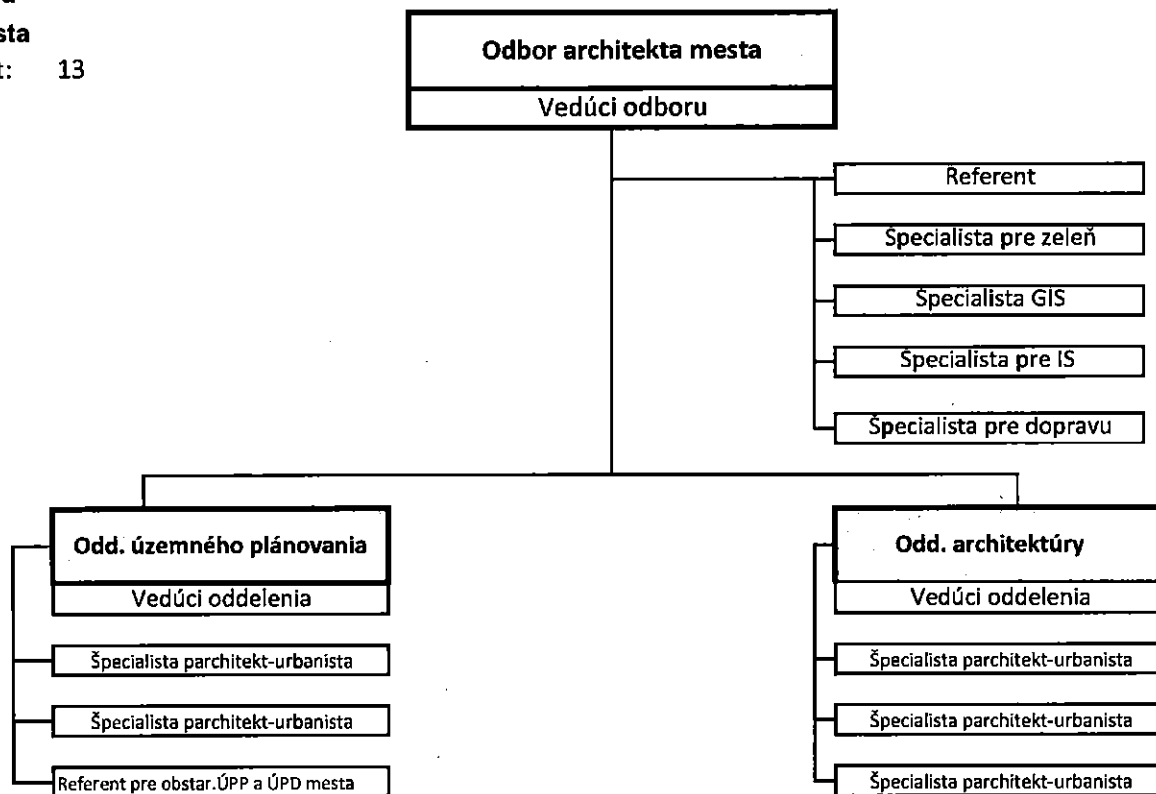 sta
t: 13
Odbor architekta mesta
Vedúci odboru
Referent
Špecialista pre zeleň
Špecialista GIS
Špecialista pre IS
Špecialista pre dopravu
Odd. územného plánovania
Vedúci oddelenia
Špecialista parchitekt-urbanista
Špecialista parchitekt-urbanista
Referent pre obstar.ÚPP a ÚPD mesta
Odd. architektúry
Vedúci oddelenia
Špecialista parchitekt-urbanista
Špecialista parchitekt-urbanista
Špecialista parchitekt-urbanista